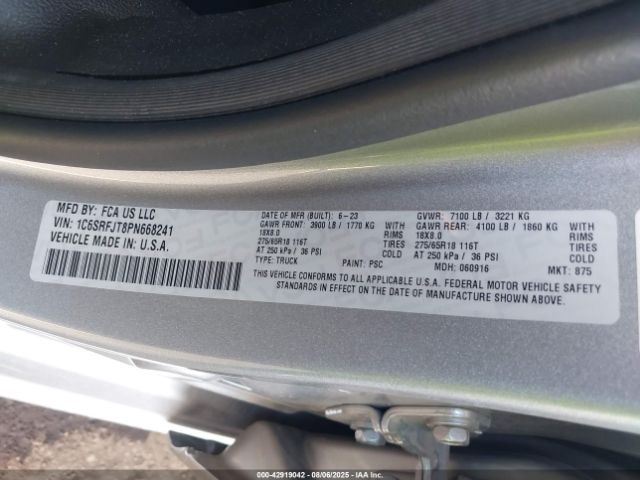 MFD BY: FCA US LLC
VIN: 1C6SRFJT8PN668241
VEHICLE MADE IN: U.S.A.
DATE OF MFD (BUILT): 6-23
GAWR FRONT: 3900 LB / 1770 KG WITH
18X8.0 RIMS
275/65R18 116T TIRES
AT 250 kPa / 36 PSI COLD
TYPE: TRUCK PAINT: PSC
GVWR: 7100 LB / 3221 KG
GAWR REAR: 4100 LB / 1860 KG WITH
18X8.0 RIMS
275/65R18 116T TIRES
AT 250 kPa / 36 PSI COLD
MDH: 060916 MKT: 875
THIS VEHICLE CONFORMS TO ALL APPLICABLE U.S.A. FEDERAL MOTOR VEHICLE SAFETY
STANDARDS IN EFFECT ON THE DATE OF MANUFACTURE SHOWN ABOVE.
000-42919042 - 08/06/2025 - IAAI.COM